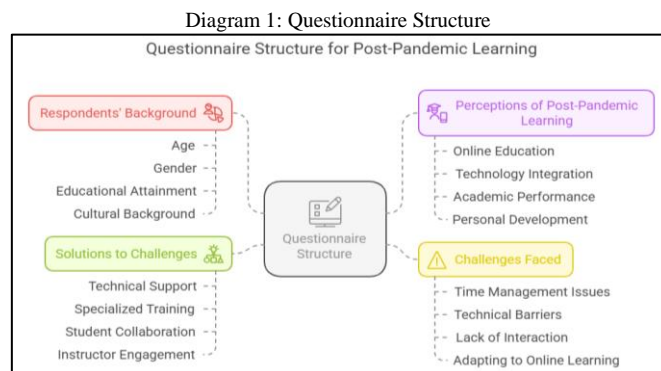 Diagram 1: Questionnaire Structure
Questionnaire Structure for Post-Pandemic Learning
Respondents' Background
Age
Gender
Educational Attainment
Cultural Background
Solutions to Challenges
Technical Support
Specialized Training
Student Collaboration
Instructor Engagement
Questionnaire
Structure
Perceptions of Post-Pandemic
Learning
Online Education
Technology Integration
Academic Performance
Personal Development
Challenges Faced
Time Management Issues
Technical Barriers
Lack of Interaction
Adapting to Online Learning